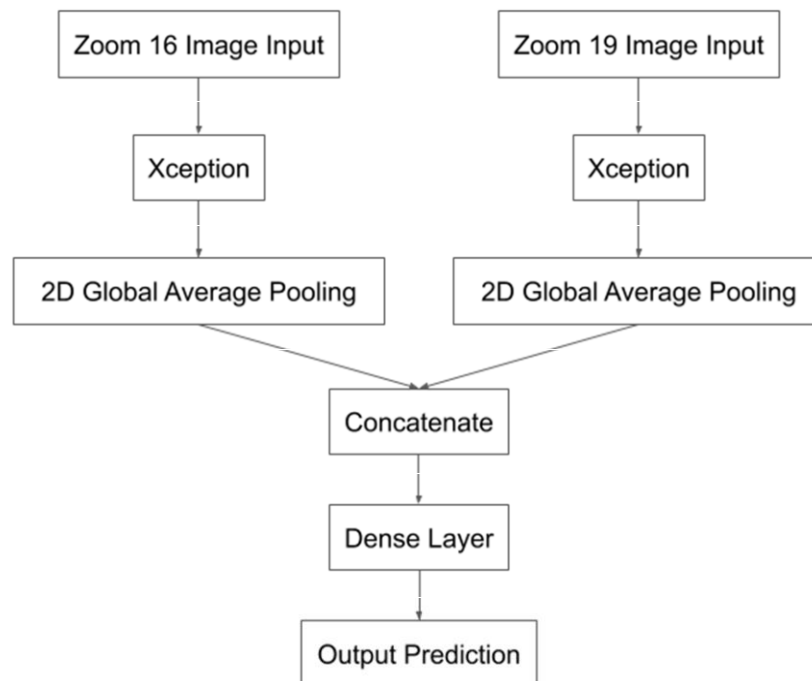 Zoom 16 Image Input
Zoom 19 Image Input
Xception
Xception
2D Global Average Pooling
2D Global Average Pooling
Concatenate
Dense Layer
Output Prediction